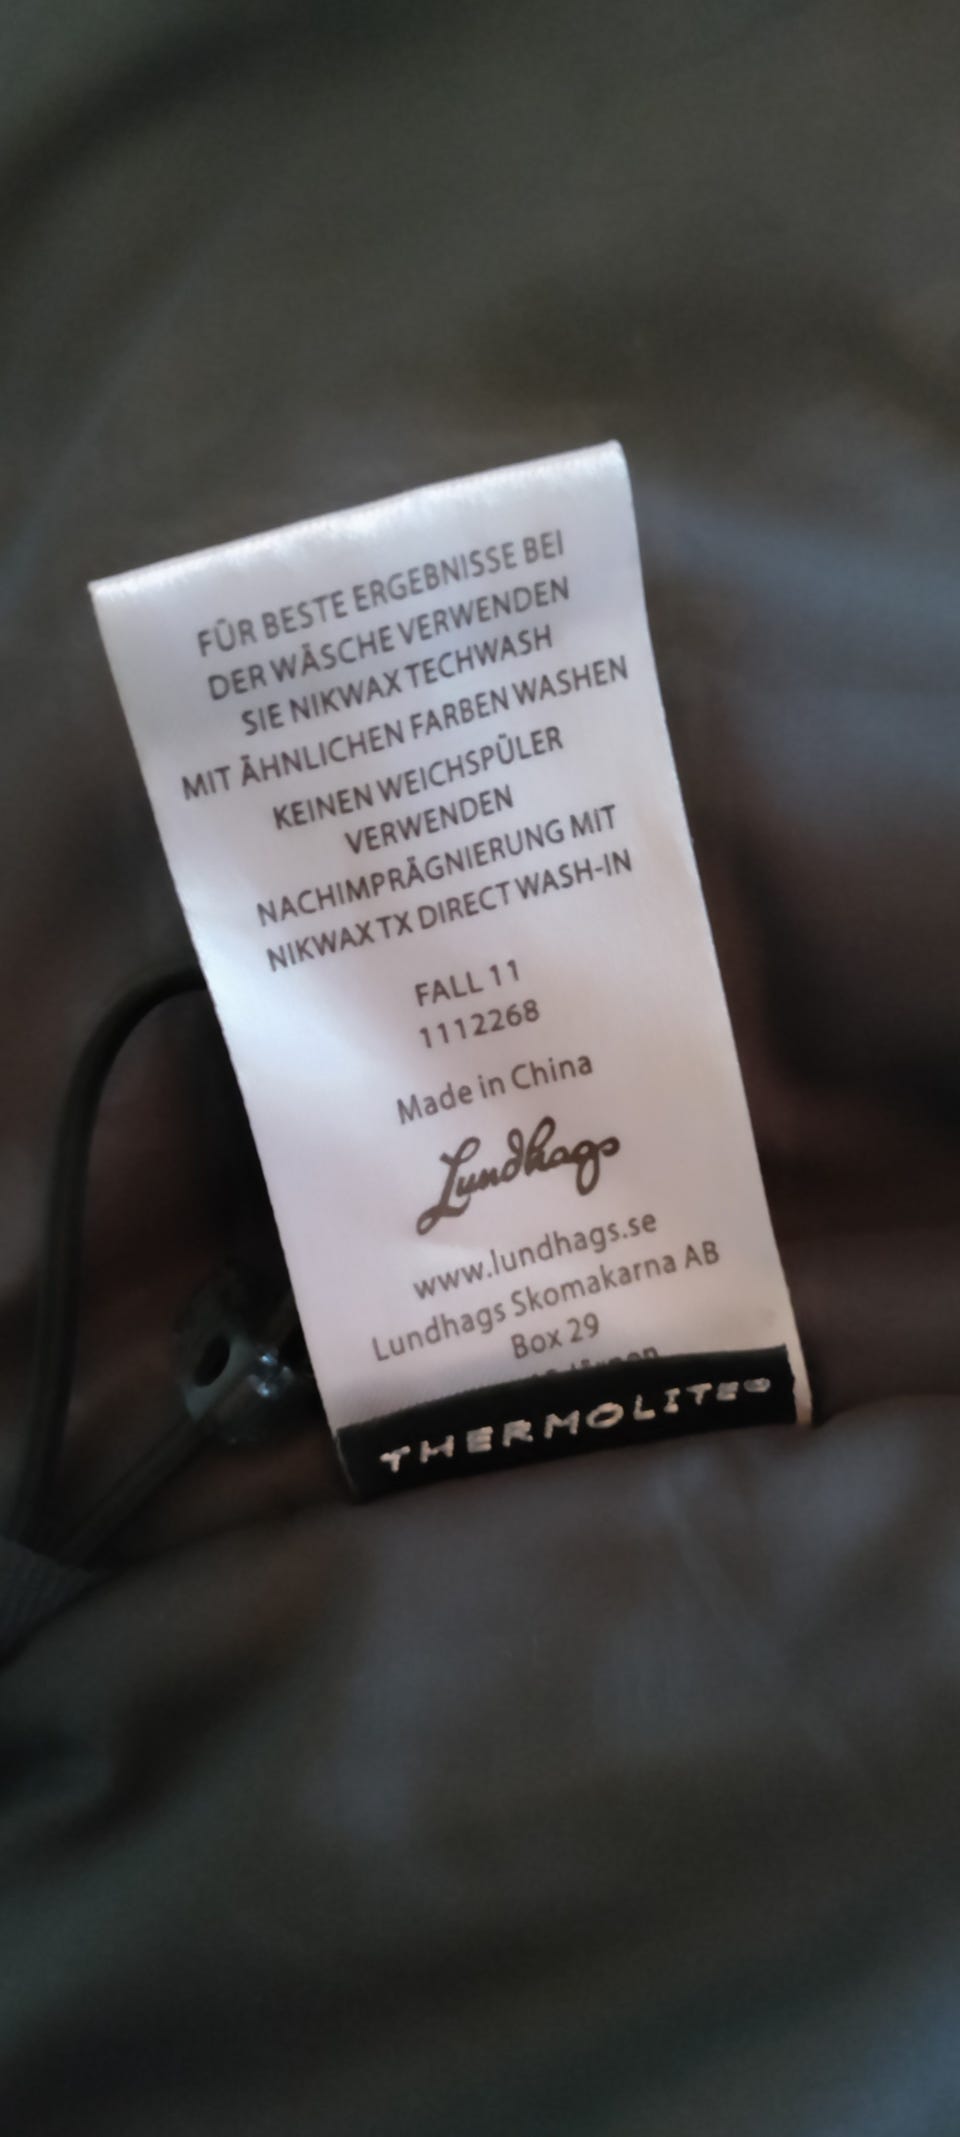 FÜR BESTE ERGEBNISSE BEI
DER WÄSCHE VERWENDEN
SIE NIKWAX TECHWASH
MIT ÄHNLICHEN FARBEN WASHEN
KEINEN WEICHSPÜLER
VERWENDEN
NACHIMPRÄGNIERUNG MIT
NIKWAX TX DIRECT WASH-IN
FALL 11
1112268
Made in China
Lundhags
www.lundhags.se
Lundhags Skomakarna AB
Box 29
THERMOLITE®